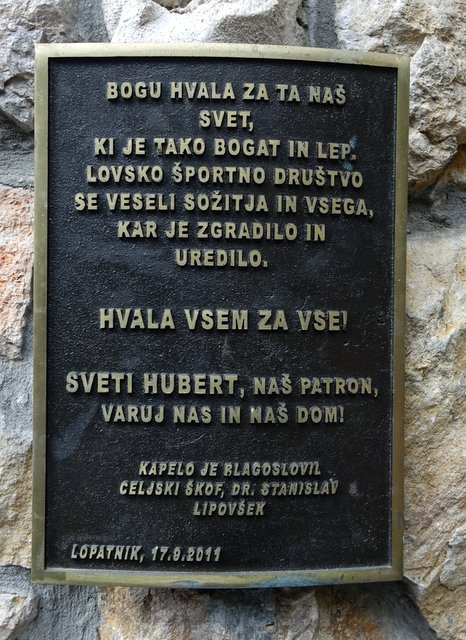 BOGU HVALA ZA TA NAŠ
SVET,
KI JE TAKO BOGAT IN LEP.
LOVSKO ŠPORTNO DRUŠTVO
SE VESELI SOŽITJA IN VSEGA,
KAR JE ZGRADILO IN
UREDILO.
HVALA VSEM ZA VSE!
SVETI HUBERT, NAŠ PATRON,
VARUJ NAS IN NAŠ DOM!
KAPELO JE BLAGOSLOVIL
CELJSKI ŠKOF, DR. STANISLAV
LIPOVŠEK
LOPATNIK, 17.9.2011